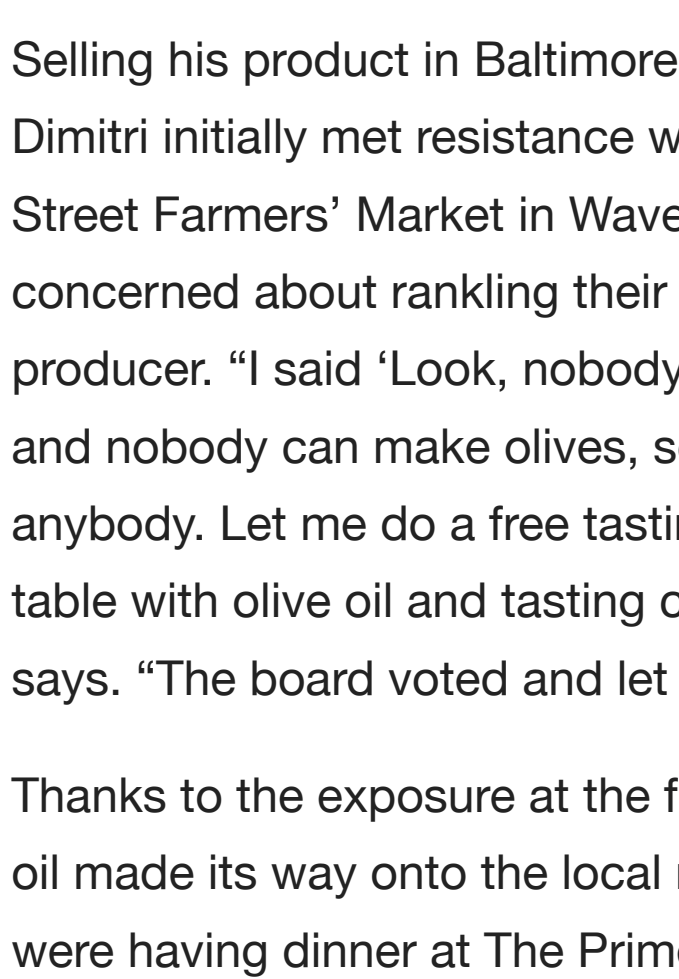 Selling his product in Baltimore
Dimitri initially met resistance
Street Farmers’ Market in
concerned about rankling their
producer. “I said ‘Look, nobody
and nobody can make olives,
anybody. Let me do a free
table with olive oil and tasting
says. “The board voted and let
Thanks to the exposure at the
oil made its way onto the local
were having dinner at The